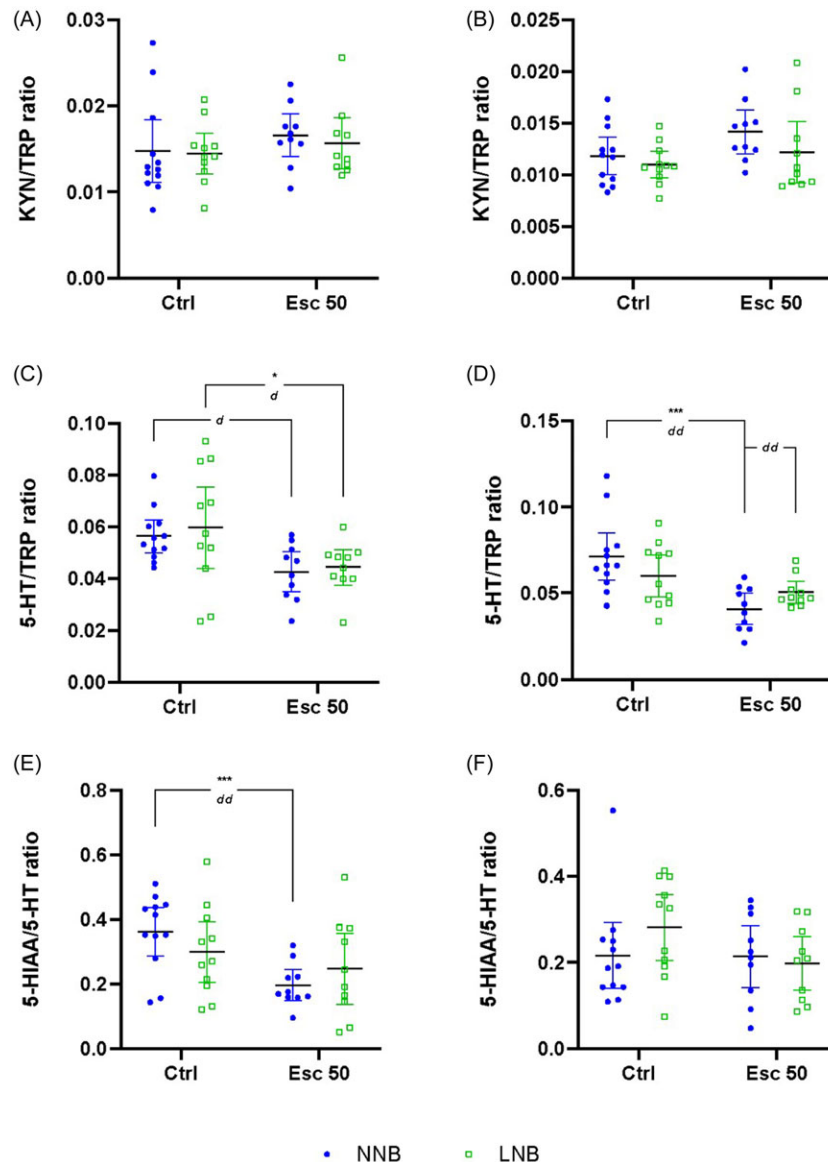 (A)
0.03
0.02
0.01
0.00
KYN/TRP ratio
Ctrl Esc 50
(B)
0.025
0.020
0.015
0.010
0.005
0.000
KYN/TRP ratio
Ctrl Esc 50
(C)
*
d
d
0.10
0.08
0.06
0.04
0.02
0.00
5-HT/TRP ratio
Ctrl Esc 50
(D)
***
dd
dd
0.15
0.10
0.05
0.00
5-HT/TRP ratio
Ctrl Esc 50
(E)
***
dd
0.8
0.6
0.4
0.2
0.0
5-HIAA/5-HT ratio
Ctrl Esc 50
(F)
0.6
0.4
0.2
0.0
5-HIAA/5-HT ratio
Ctrl Esc 50
NNB LNB